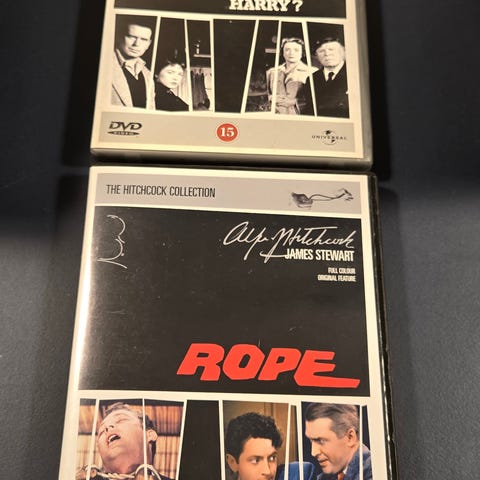 HARRY?
DVD
VIDEO
15
UNIVERSAL
THE HITCHCOCK COLLECTION
Alfred Hitchcock
JAMES STEWART
FULL COLOUR
ORIGINAL FEATURE
ROPE